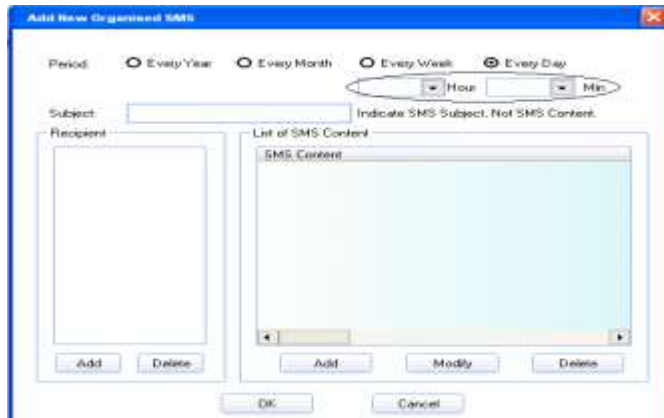 Add New Organised SMS
Period: Every Year Every Month Every Week Every Day
Hour Min
Subject: Indicate SMS Subject, Not SMS Content.
Recipient List of SMS Content
SMS Content
Add Delete Add Modify Delete
OK Cancel